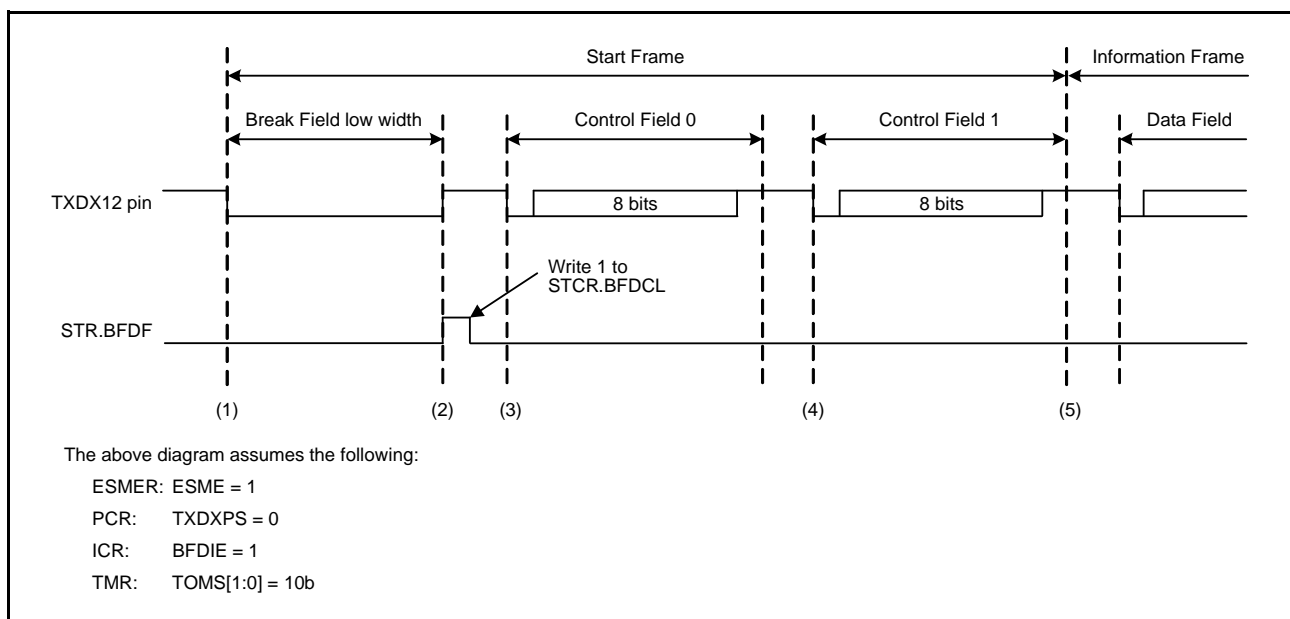 Start Frame Information Frame
Break Field low width Control Field 0 Control Field 1 Data Field
TXDX12 pin 8 bits 8 bits
Write 1 to
STCR.BFDCL
STR.BFDF
(1) (2) (3) (4) (5)
The above diagram assumes the following:
ESMER: ESME = 1
PCR: TXDXPS = 0
ICR: BFDIE = 1
TMR: TOMS[1:0] = 10b